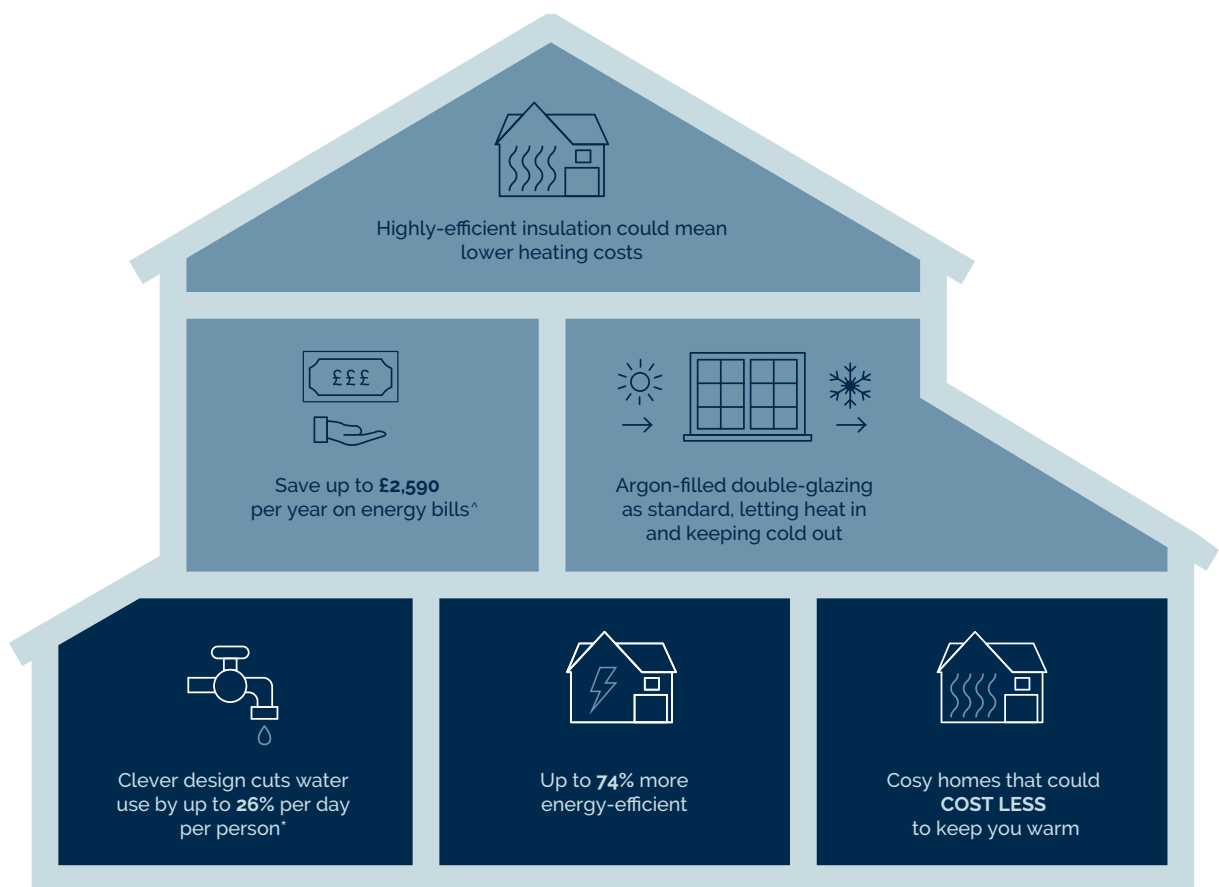 Highly-efficient insulation could mean
lower heating costs
£££
Save up to £2,590
per year on energy bills^
Argon-filled double-glazing
as standard, letting heat in
and keeping cold out
Clever design cuts water
use by up to 26% per day
per person*
Up to 74% more
energy-efficient
Cosy homes that could
COST LESS
to keep you warm